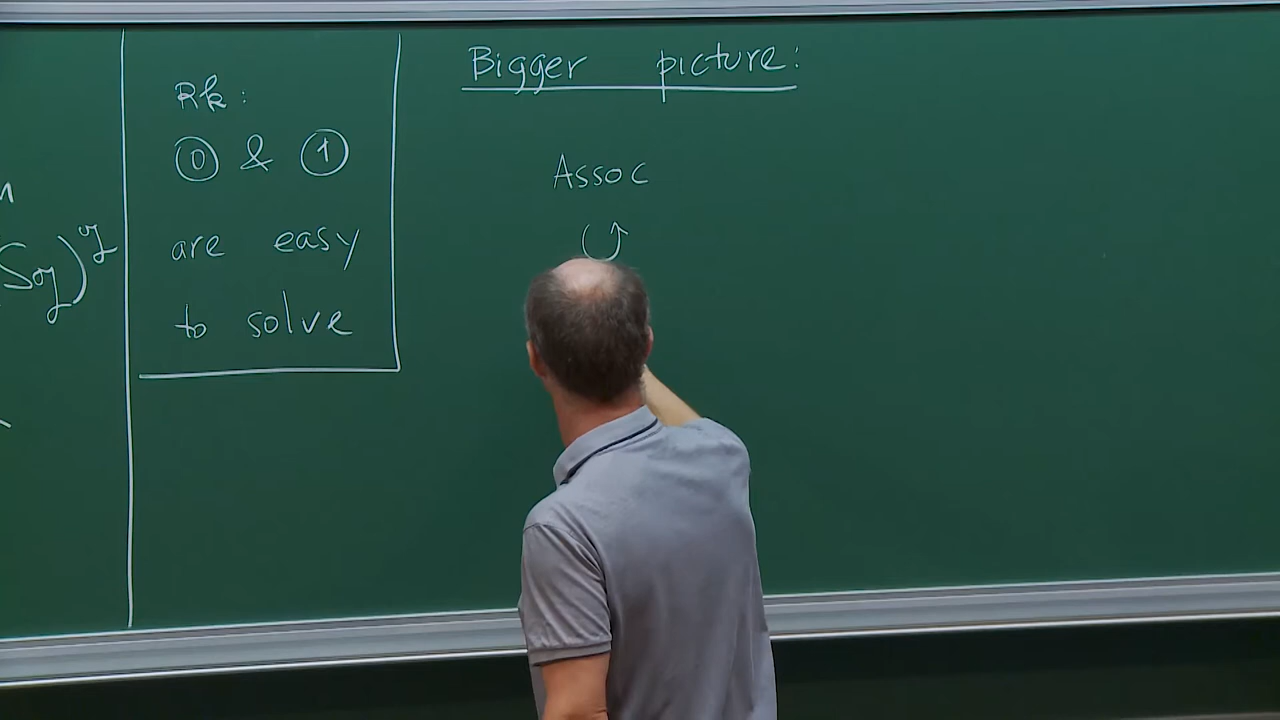 Rk:
⓪ & ①
are easy
to solve
Bigger picture:
Assoc